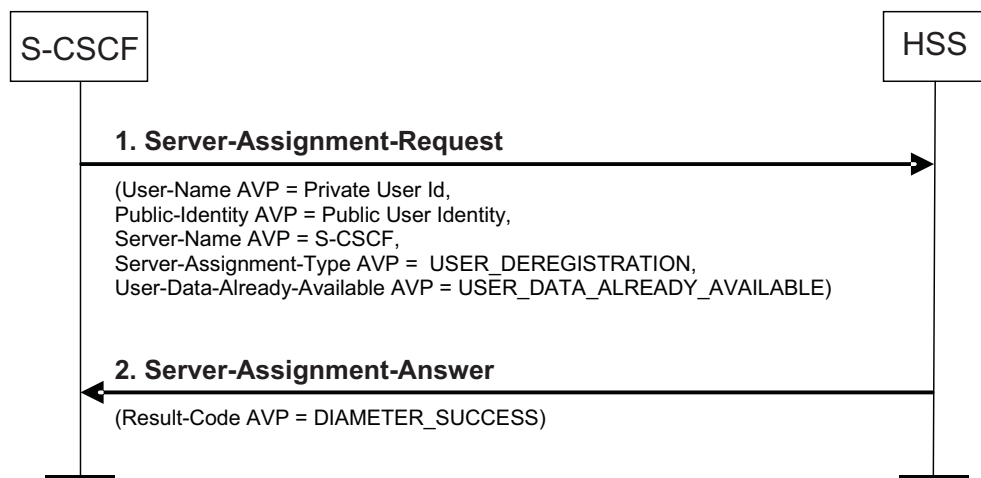 S-CSCF
HSS
1. Server-Assignment-Request
(User-Name AVP = Private User Id,
Public-Identity AVP = Public User Identity,
Server-Name AVP = S-CSCF,
Server-Assignment-Type AVP = USER_DEREGISTRATION,
User-Data-Already-Available AVP = USER_DATA_ALREADY_AVAILABLE)
2. Server-Assignment-Answer
(Result-Code AVP = DIAMETER_SUCCESS)